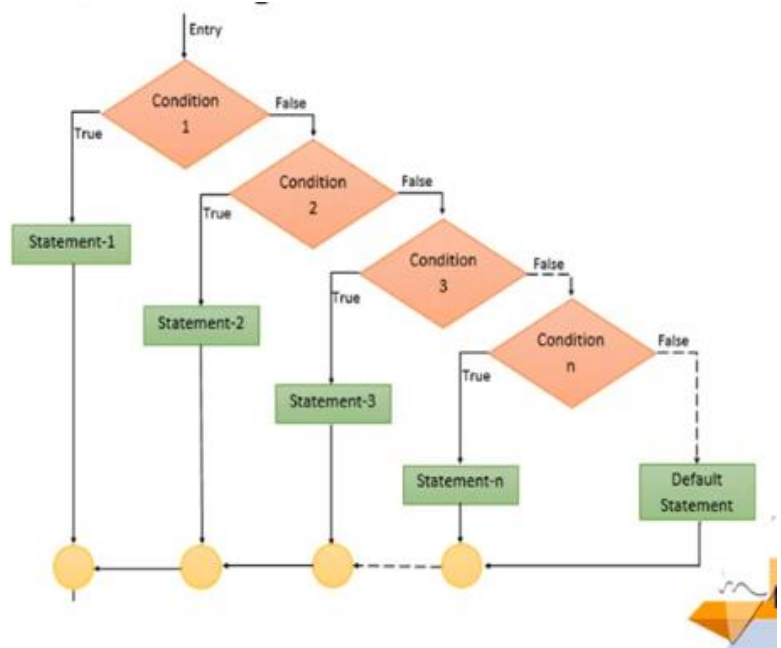 Entry
Condition
1
False
True
Condition
2
False
True
Statement-1
Condition
3
False
True
Statement-2
Condition
n
False
True
Statement-3
Statement-n
Default
Statement